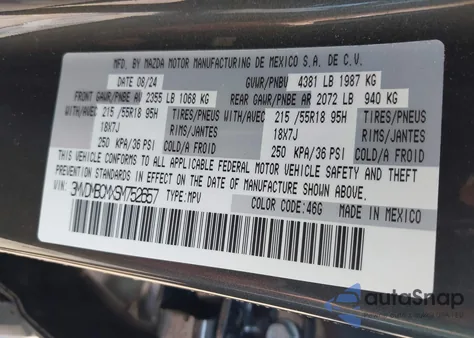 MFD. BY MAZDA MOTOR MANUFACTURING DE MEXICO S.A. DE C.V.
DATE 08/24 GVWR/PNBV 4381 LB 1987 KG
FRONT GAWR/PNBE AV 2355 LB 1068 KG REAR GAWR/PNBE AR 2072 LB 940 KG
WITH/AVEC 215 /55R18 95H TIRES/PNEUS WITH/AVEC 215 /55R18 95H TIRES/PNEUS
18X7J RIMS/JANTES 18X7J RIMS/JANTES
250 KPA/36 PSI COLD/A FROID 250 KPA/36 PSI COLD/A FROID
THIS VEHICLE CONFORMS TO ALL APPLICABLE FEDERAL MOTOR VEHICLE SAFETY AND THEFT
PREVENTION STANDARDS IN EFFECT ON THE DATE OF MANUFACTURE SHOWN ABOVE.
VIN: TYPE: MPV COLOR CODE:46G MADE IN MEXICO
autoSnap